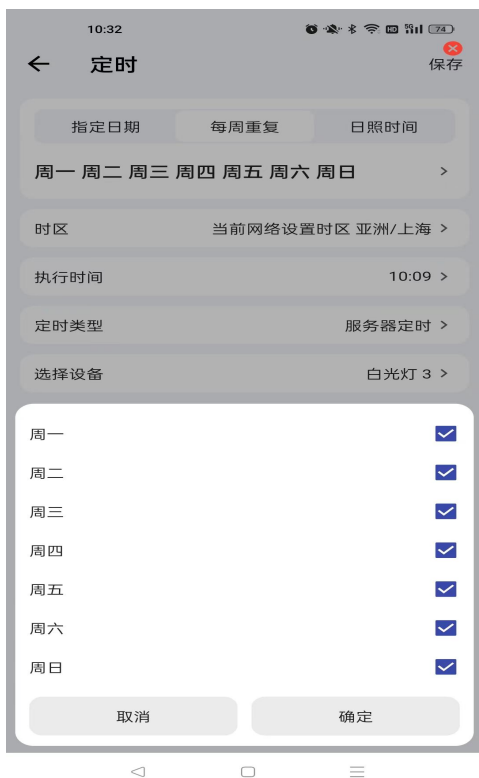 10:32
HD 5G 74
定时
保存
指定日期 每周重复 日照时间
周一 周二 周三 周四 周五 周六 周日
时区 当前网络设置时区 亚洲/上海
执行时间 10:09
定时类型 服务器定时
选择设备 白光灯 3
周一
周二
周三
周四
周五
周六
周日
取消 确定